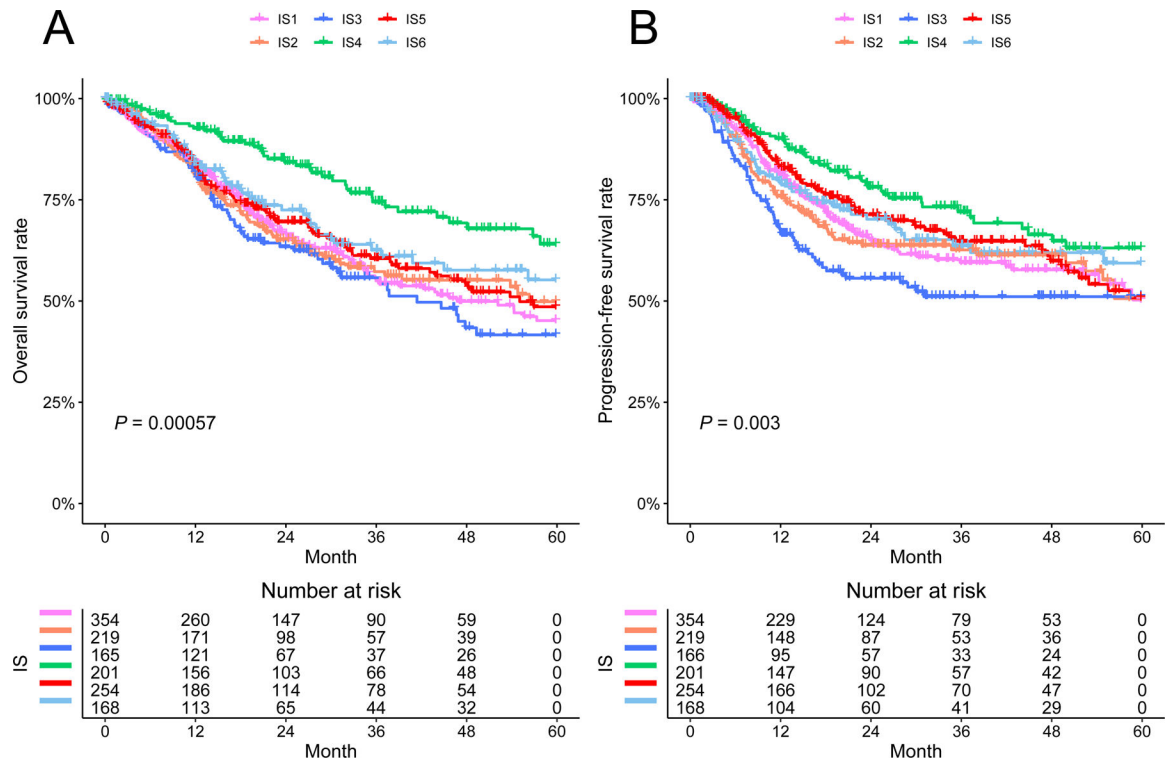 A
IS1 IS3 IS5
IS2 IS4 IS6
Overall survival rate
100%
75%
50%
25%
0%
P = 0.00057
0 12 24 36 48 60
Month
Number at risk
IS
354 260 147 90 59 0
219 171 98 57 39 0
165 121 67 37 26 0
201 156 103 66 48 0
254 186 114 78 54 0
168 113 65 44 32 0
0 12 24 36 48 60
Month
B
IS1 IS3 IS5
IS2 IS4 IS6
Progression-free survival rate
100%
75%
50%
25%
0%
P = 0.003
0 12 24 36 48 60
Month
Number at risk
IS
354 229 124 79 53 0
219 148 87 53 36 0
166 95 57 33 24 0
201 147 90 57 42 0
254 166 102 70 47 0
168 104 60 41 29 0
0 12 24 36 48 60
Month